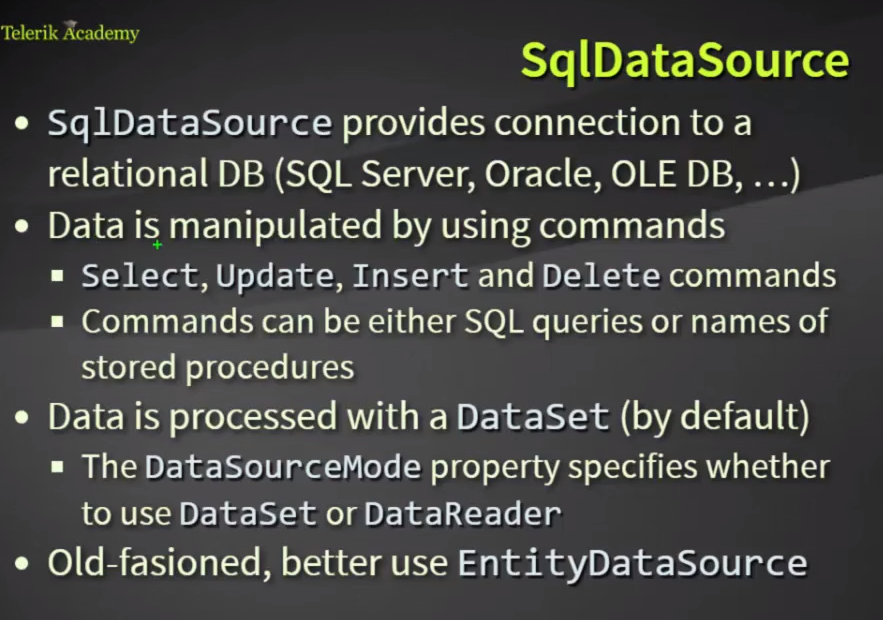 Telerik Academy
SqlDataSource
• SqlDataSource provides connection to a
relational DB (SQL Server, Oracle, OLE DB, …)
• Data is manipulated by using commands
▪ Select, Update, Insert and Delete commands
▪ Commands can be either SQL queries or names of
stored procedures
• Data is processed with a DataSet (by default)
▪ The DataSourceMode property specifies whether
to use DataSet or DataReader
• Old-fasioned, better use EntityDataSource